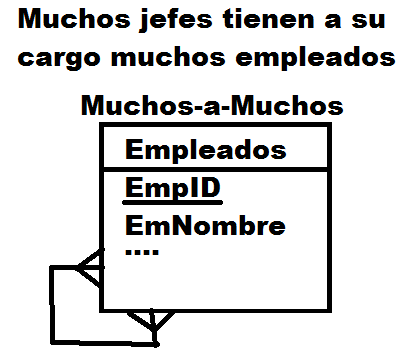 Muchos jefes tienen a su
cargo muchos empleados
Muchos-a-Muchos
Empleados
EmpID
EmNombre
....